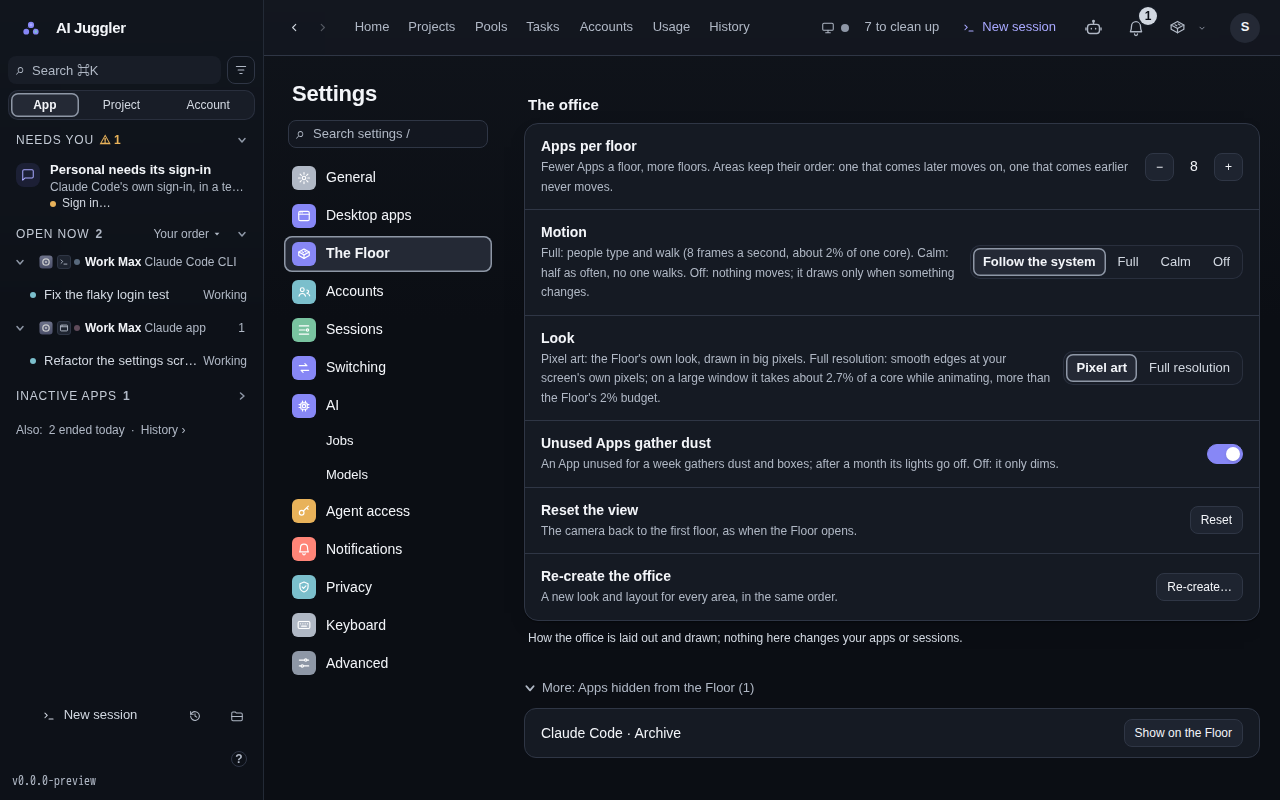 AI Juggler
Home Projects Pools Tasks Accounts Usage History
7 to clean up
New session
1
S
Search ⌘K
App Project Account
NEEDS YOU 1
Personal needs its sign-in
Claude Code's own sign-in, in a te…
Sign in…
OPEN NOW 2
Your order
Work Max Claude Code CLI
Fix the flaky login test Working
Work Max Claude app 1
Refactor the settings scr… Working
INACTIVE APPS 1
Also: 2 ended today · History ›
New session
?
v0.0.0-preview
Settings
Search settings /
General
Desktop apps
The Floor
Accounts
Sessions
Switching
AI
Jobs
Models
Agent access
Notifications
Privacy
Keyboard
Advanced
The office
Apps per floor
Fewer Apps a floor, more floors. Areas keep their order: one that comes later moves on, one that comes earlier
never moves.
− 8 +
Motion
Full: people type and walk (8 frames a second, about 2% of one core). Calm:
half as often, no one walks. Off: nothing moves; it draws only when something
changes.
Follow the system Full Calm Off
Look
Pixel art: the Floor's own look, drawn in big pixels. Full resolution: smooth edges at your
screen's own pixels; on a large window it takes about 2.7% of a core while animating, more than
the Floor's 2% budget.
Pixel art Full resolution
Unused Apps gather dust
An App unused for a week gathers dust and boxes; after a month its lights go off. Off: it only dims.
Reset the view
The camera back to the first floor, as when the Floor opens.
Reset
Re-create the office
A new look and layout for every area, in the same order.
Re-create…
How the office is laid out and drawn; nothing here changes your apps or sessions.
More: Apps hidden from the Floor (1)
Claude Code · Archive
Show on the Floor